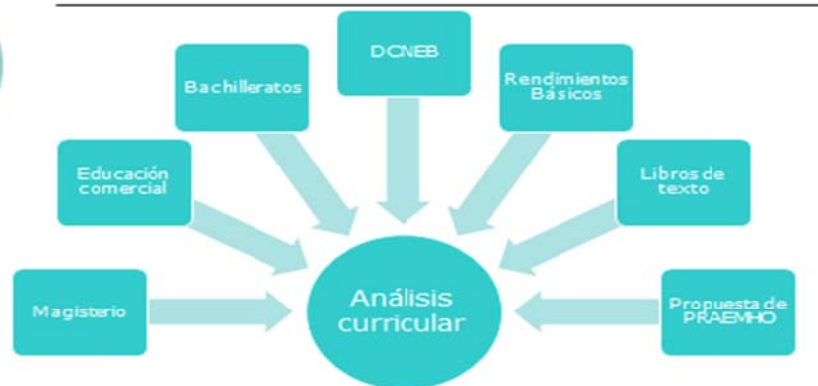 DCNEB
Bachilleratos
Rendimientos
Básicos
Educación
comercial
Libros de
texto
Magisterio
Análisis
curricular
Propuesta de
PRAEMHO